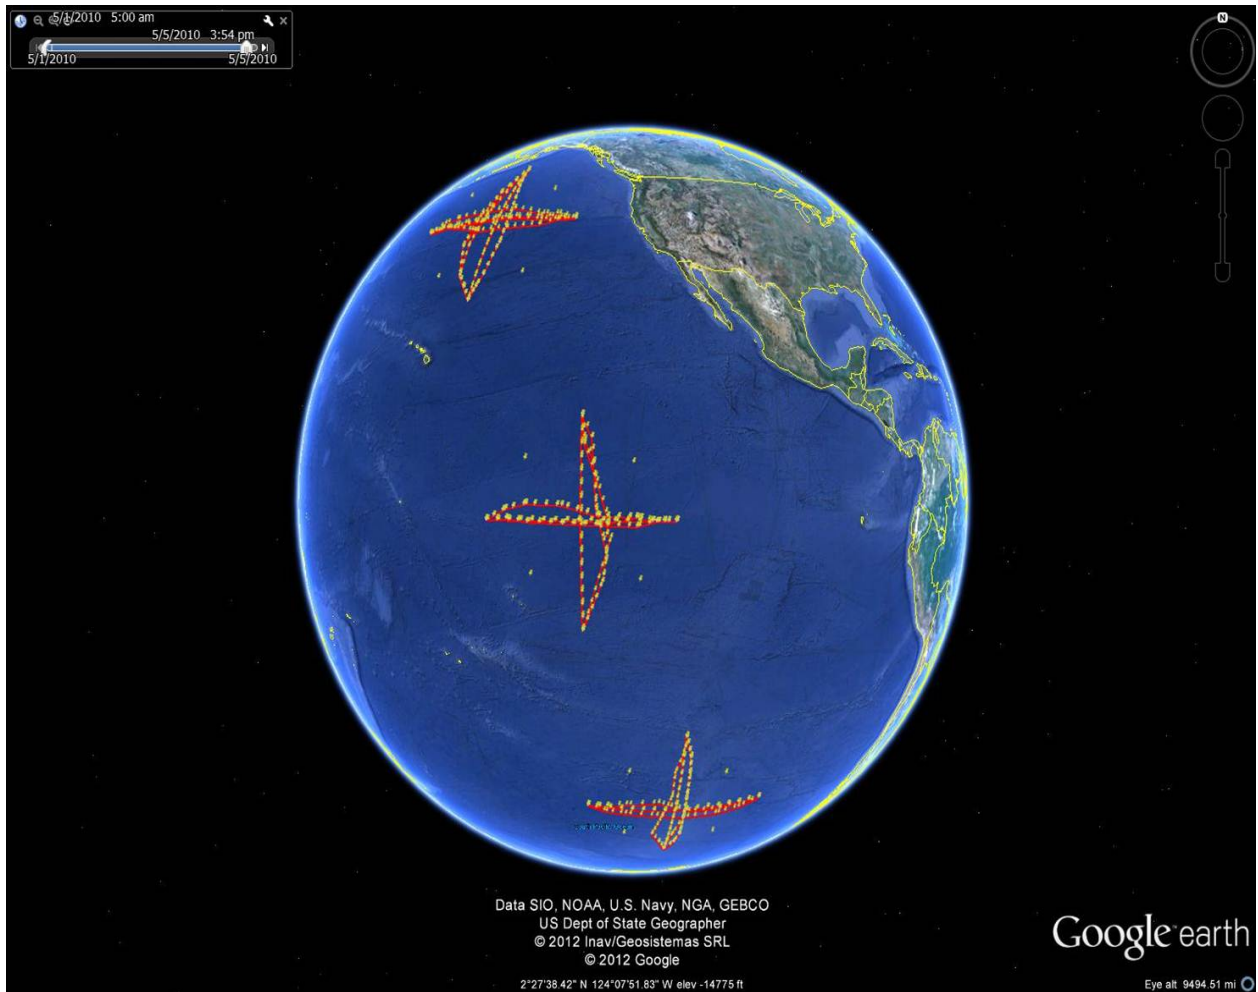 5/1/2010 5:00 am
5/5/2010 3:54 pm
5/1/2010 5/5/2010
N
Data SIO, NOAA, U.S. Navy, NGA, GEBCO
US Dept of State Geographer
© 2012 Inav/Geosistemas SRL
© 2012 Google
Google earth
2°27'38.42" N 124°07'51.83" W elev -14775 ft
Eye alt 9494.51 mi